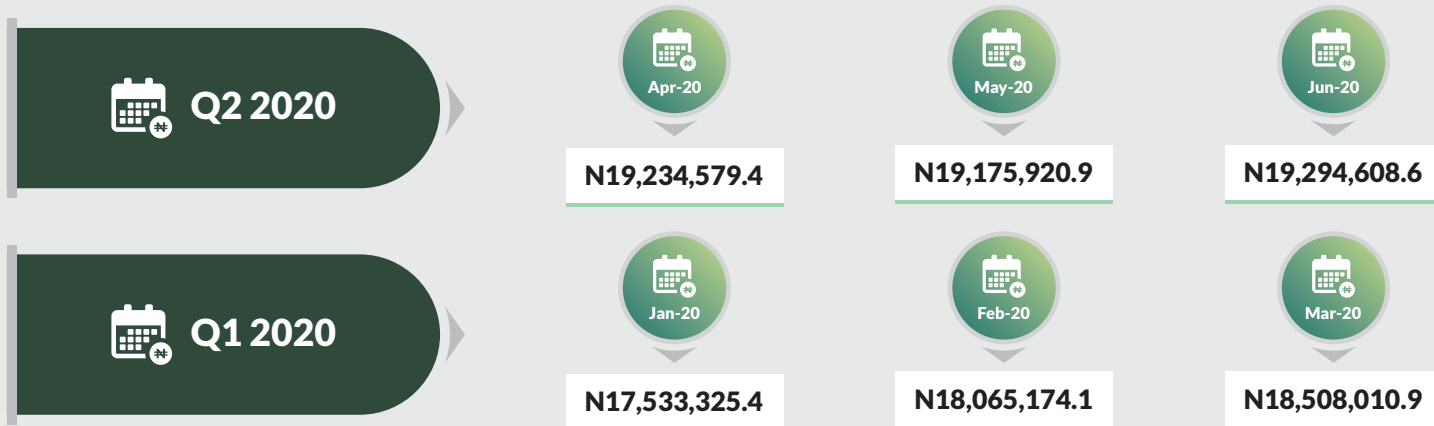 Q2 2020
Apr-20
May-20
Jun-20
N19,234,579.4
N19,175,920.9
N19,294,608.6
Q1 2020
Jan-20
Feb-20
Mar-20
N17,533,325.4
N18,065,174.1
N18,508,010.9